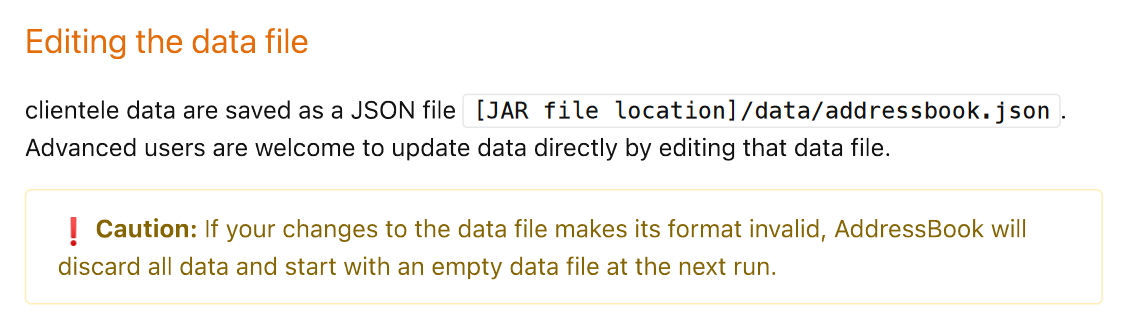 Editing the data file
clientele data are saved as a JSON file [JAR file location]/data/addressbook.json.
Advanced users are welcome to update data directly by editing that data file.
❗ Caution: If your changes to the data file makes its format invalid, AddressBook will
discard all data and start with an empty data file at the next run.